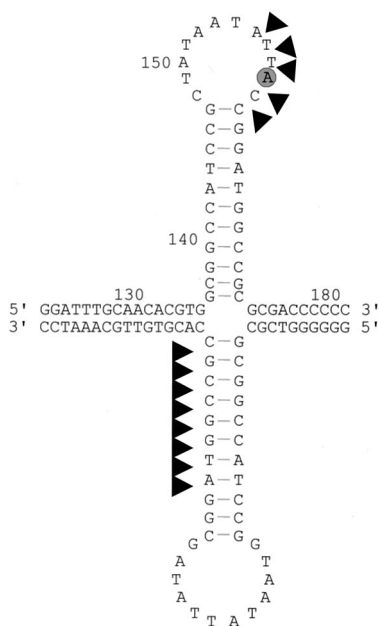 A A T A
T T
150 A T
T A
C C
G–C
C–G
C–G
T–A
A–T
C–G
C–G
140 G–C
G–C
C–G
G–C
130 180
5' GGATTTGCAACACGTG GCGACCCCCC 3'
3' CCTAAACGTTGTGCAC CGCTGGGGGG 5'
C–G
G–C
C–G
C–G
G–C
G–C
T–A
A–T
G–C
G–C
C–G
G G
A T
T A
A A
T T A T